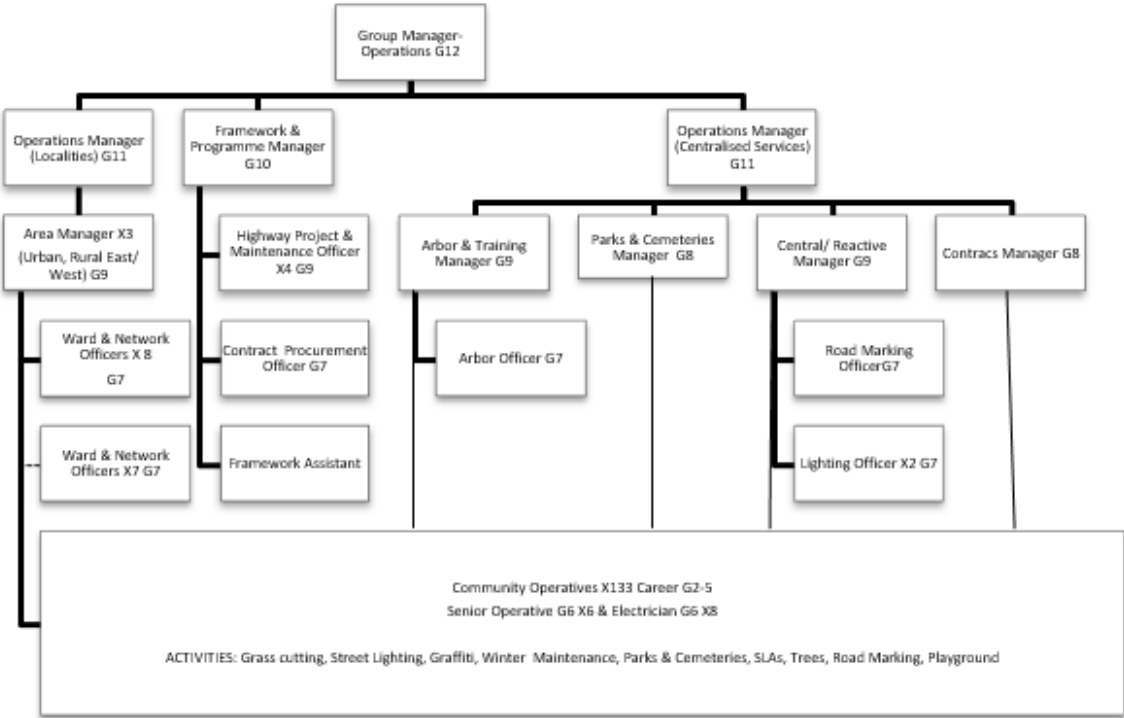 Group Manager-
Operations G12
Operations Manager
(Localities) G11
Framework &
Programme Manager
G10
Operations Manager
(Centralised Services)
G11
Area Manager X3
(Urban, Rural East/
West) G9
Highway Project &
Maintenance Officer
X4 G9
Arbor & Training
Manager G9
Parks & Cemeteries
Manager G8
Central/ Reactive
Manager G9
Contracs Manager G8
Ward & Network
Officers X 8
G7
Contract Procurement
Officer G7
Arbor Officer G7
Road Marking
OfficerG7
Ward & Network
Officers X7 G7
Framework Assistant
Lighting Officer X2 G7
Community Operatives X133 Career G2-5
Senior Operative G6 X6 & Electrician G6 X8
ACTIVITIES: Grass cutting, Street Lighting, Graffiti, Winter Maintenance, Parks & Cemeteries, SLAs, Trees, Road Marking, Playground